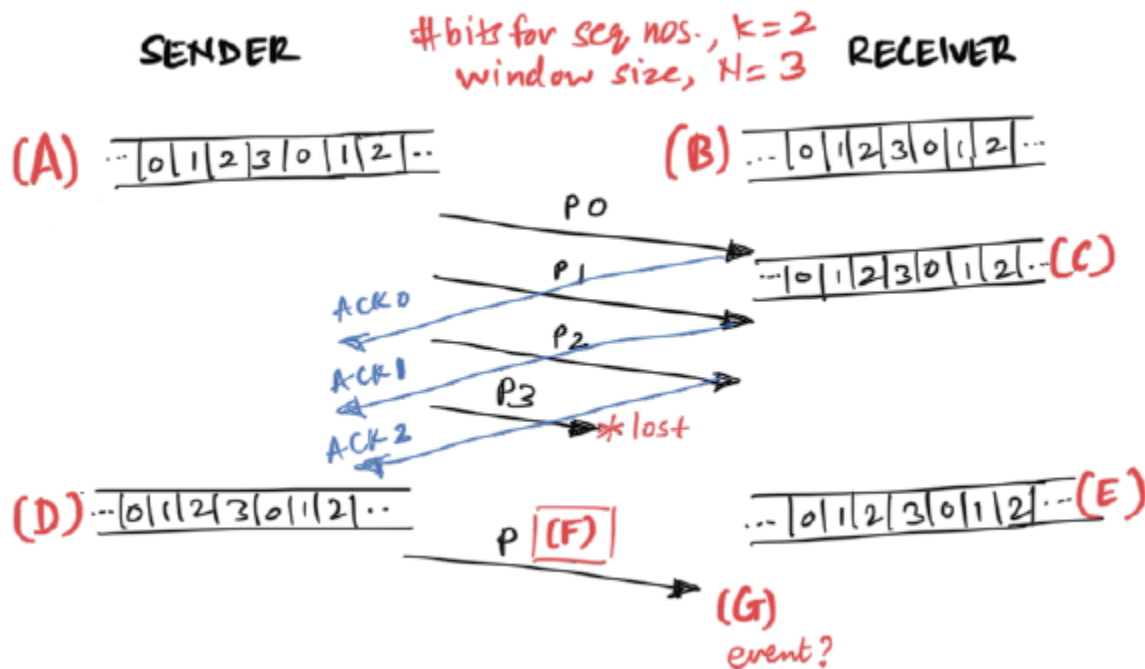 SENDER
#bits for seq nos., k=2
window size, N=3
RECEIVER
(A)
... 0 1 2 3 0 1 2 ..
(B)
... 0 1 2 3 0 1 2 ...
P0
... 0 1 2 3 0 1 2 ...
(C)
P1
ACK0
P2
ACK1
P3
* lost
ACK2
(D)
... 0 1 2 3 0 1 2 ..
... 0 1 2 3 0 1 2 ...
(E)
P (F)
(G)
event?